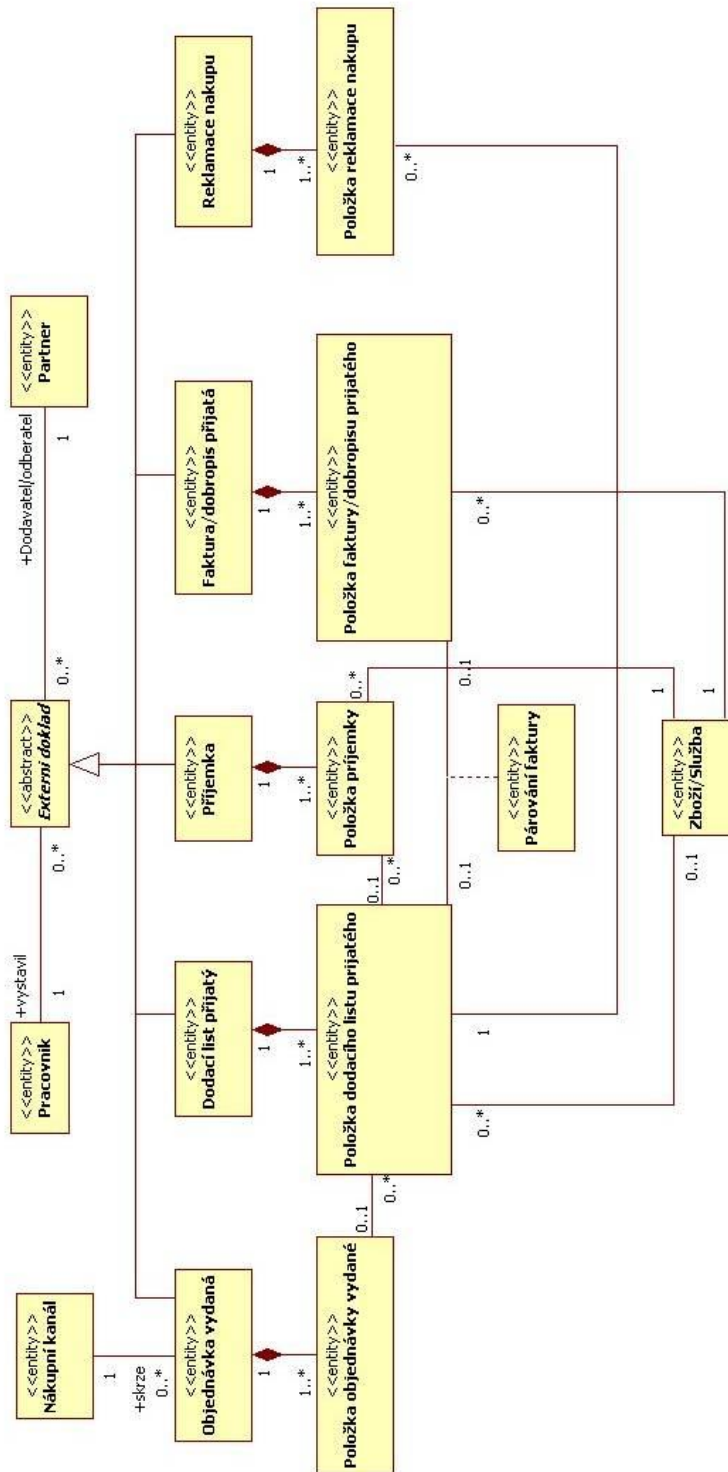 <<entity>>
Nákupní kanál
1
+skrze
0..*
<<entity>>
Pracovník
+vystavil
1
0..*
<<abstract>>
Externí doklad
0..*
+Dodavatel/odberatel
1
<<entity>>
Partner
<<entity>>
Objednávka vydaná
<<entity>>
Dodací list přijatý
<<entity>>
Příjemka
<<entity>>
Faktura/dobropis přijatá
<<entity>>
Reklamace nakupu
1
1..*
1
1..*
1
1..*
1
1..*
1
1..*
<<entity>>
Položka objednávky vydané
0..1
0..*
<<entity>>
Položka dodacího listu prijatého
0..1
0..*
<<entity>>
Položka príjemky
0..*
<<entity>>
Položka faktury/dobropisu prijatého
<<entity>>
Položka reklamace nakupu
0..*
0..1
0..1
0..*
1
0..*
<<entity>>
Párování faktury
0..1
1
1
<<entity>>
Zboží/Služba